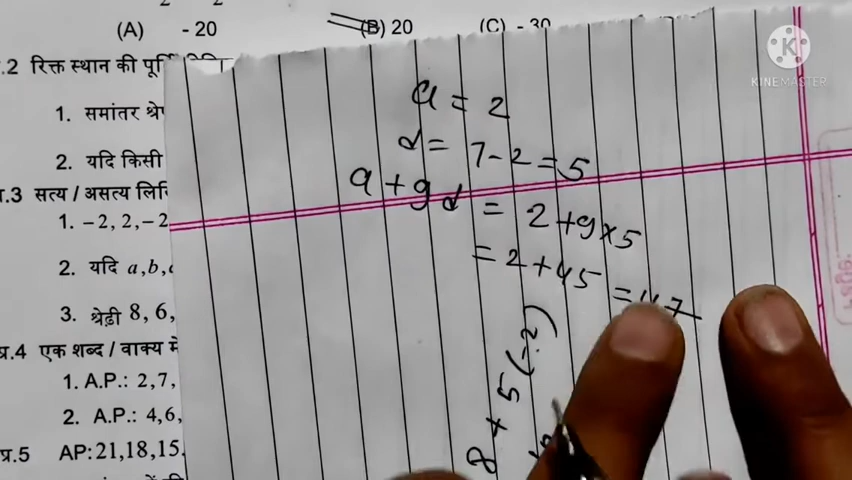 (A) - 20 (B) 20 (C) - 30
.2 रिक्त स्थान की पूर्ति
1. समांतर श्रे
2. यदि किसी
प्र.3 सत्य / असत्य लि
1. -2, 2, -2
2. यदि a, b,
3. श्रेढ़ी 8, 6,
प्र.4 एक शब्द / वाक्य में
1. A.P.: 2, 7,
2. A.P.: 4, 6,
प्र.5 AP: 21, 18, 15.
KINEMASTER
a = 2
d = 7 - 2 = 5
a + 9d = 2 + 9 × 5
= 2 + 45 = 47
8 + 5 (-2)